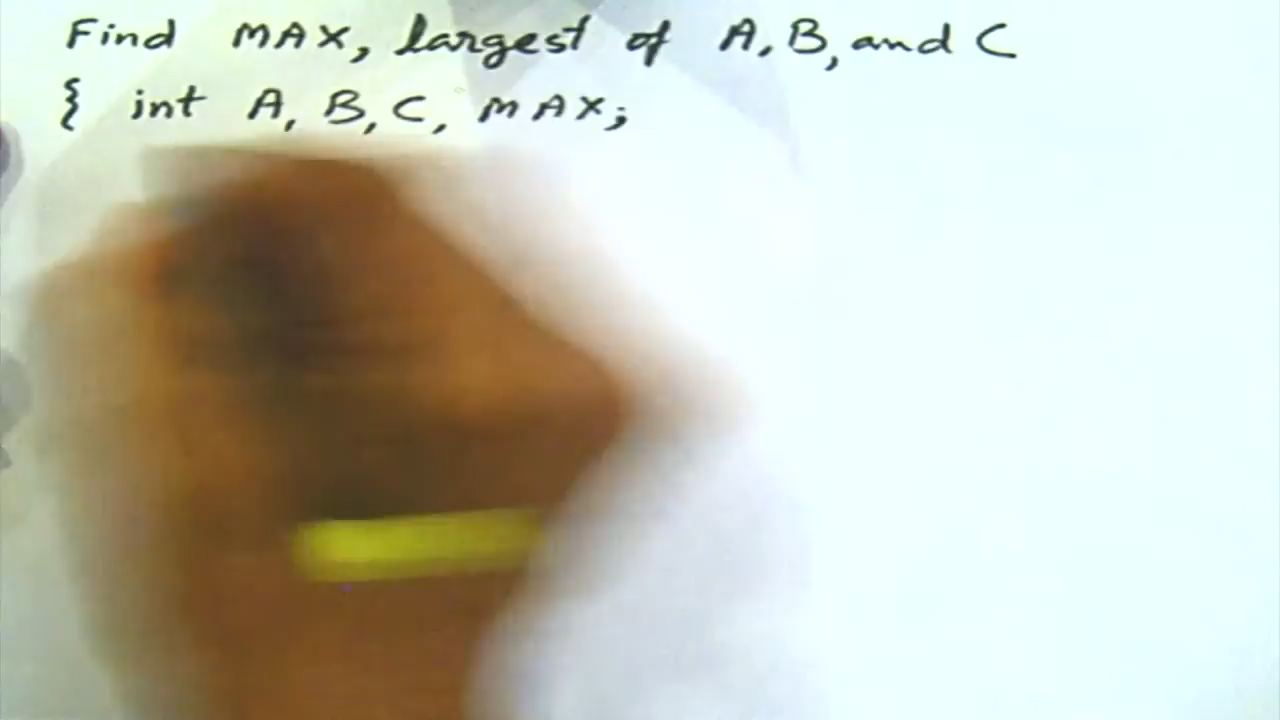 Find MAX, largest of A, B, and C
{ int A, B, C, MAX;